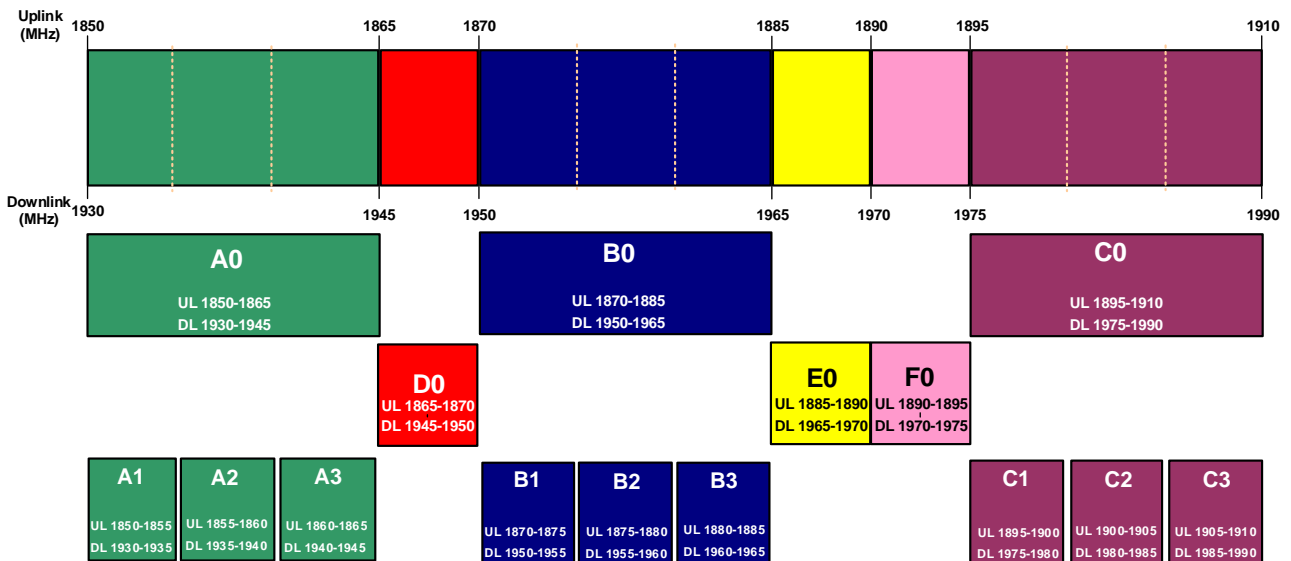 Uplink
(MHz)
1850 1865 1870 1885 1890 1895 1910
Downlink
(MHz)
1930 1945 1950 1965 1970 1975 1990
A0
UL 1850-1865
DL 1930-1945
B0
UL 1870-1885
DL 1950-1965
C0
UL 1895-1910
DL 1975-1990
D0
UL 1865-1870
DL 1945-1950
E0
UL 1885-1890
DL 1965-1970
F0
UL 1890-1895
DL 1970-1975
A1
UL 1850-1855
DL 1930-1935
A2
UL 1855-1860
DL 1935-1940
A3
UL 1860-1865
DL 1940-1945
B1
UL 1870-1875
DL 1950-1955
B2
UL 1875-1880
DL 1955-1960
B3
UL 1880-1885
DL 1960-1965
C1
UL 1895-1900
DL 1975-1980
C2
UL 1900-1905
DL 1980-1985
C3
UL 1905-1910
DL 1985-1990